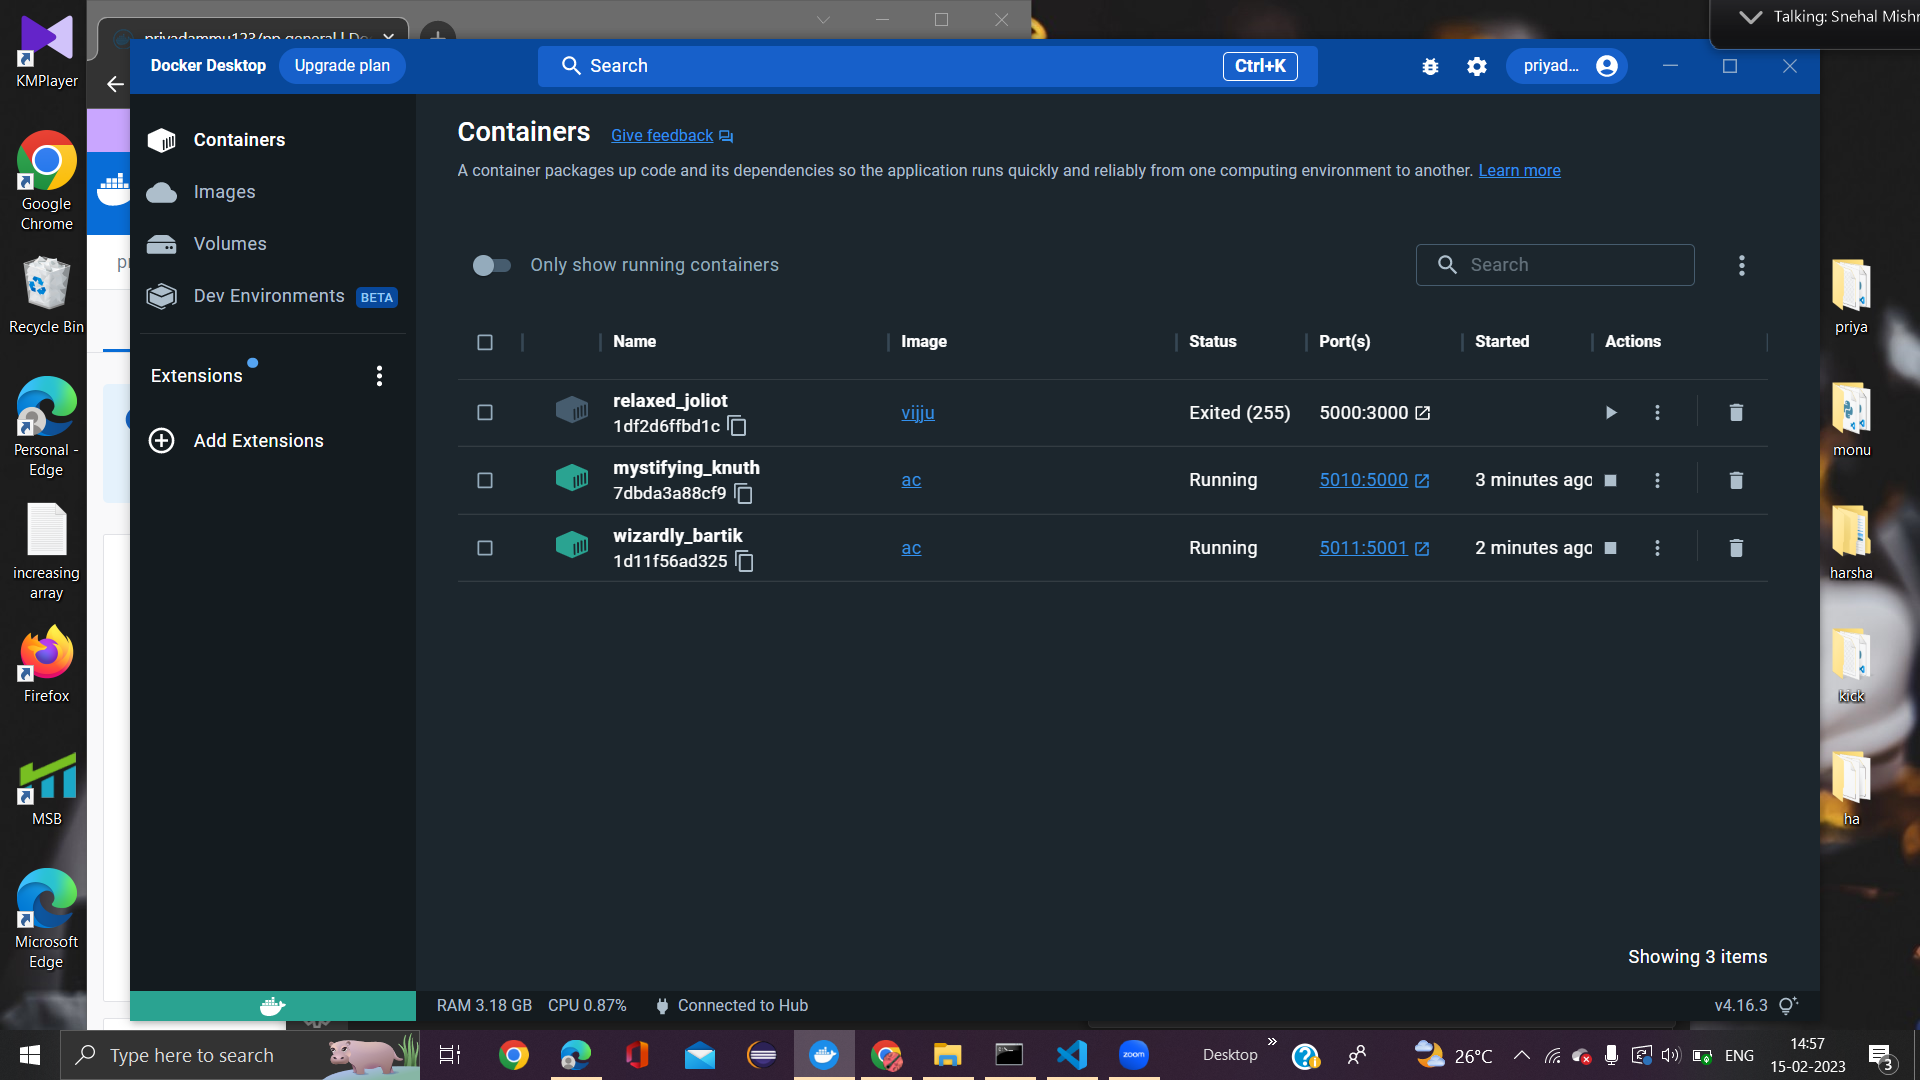 KMPlayer
Google
Chrome
Recycle Bin
Personal -
Edge
increasing
array
Firefox
MSB
Microsoft
Edge
priyadammu123/pp general | Do
Talking: Snehal Mishr
Docker Desktop
Upgrade plan
Search
Ctrl+K
priyad...
Containers
Images
Volumes
Dev Environments BETA
Extensions
Add Extensions
Containers Give feedback
A container packages up code and its dependencies so the application runs quickly and reliably from one computing environment to another. Learn more
Only show running containers
Search
Name Image Status Port(s) Started Actions
relaxed_joliot
1df2d6ffbd1c
vijju Exited (255) 5000:3000
mystifying_knuth
7dbda3a88cf9
ac Running 5010:5000 3 minutes ago
wizardly_bartik
1d11f56ad325
ac Running 5011:5001 2 minutes ago
Showing 3 items
RAM 3.18 GB CPU 0.87% Connected to Hub
v4.16.3
priya
monu
harsha
kick
ha
Type here to search
zoom
Desktop
26°C
ENG
14:57
15-02-2023
3